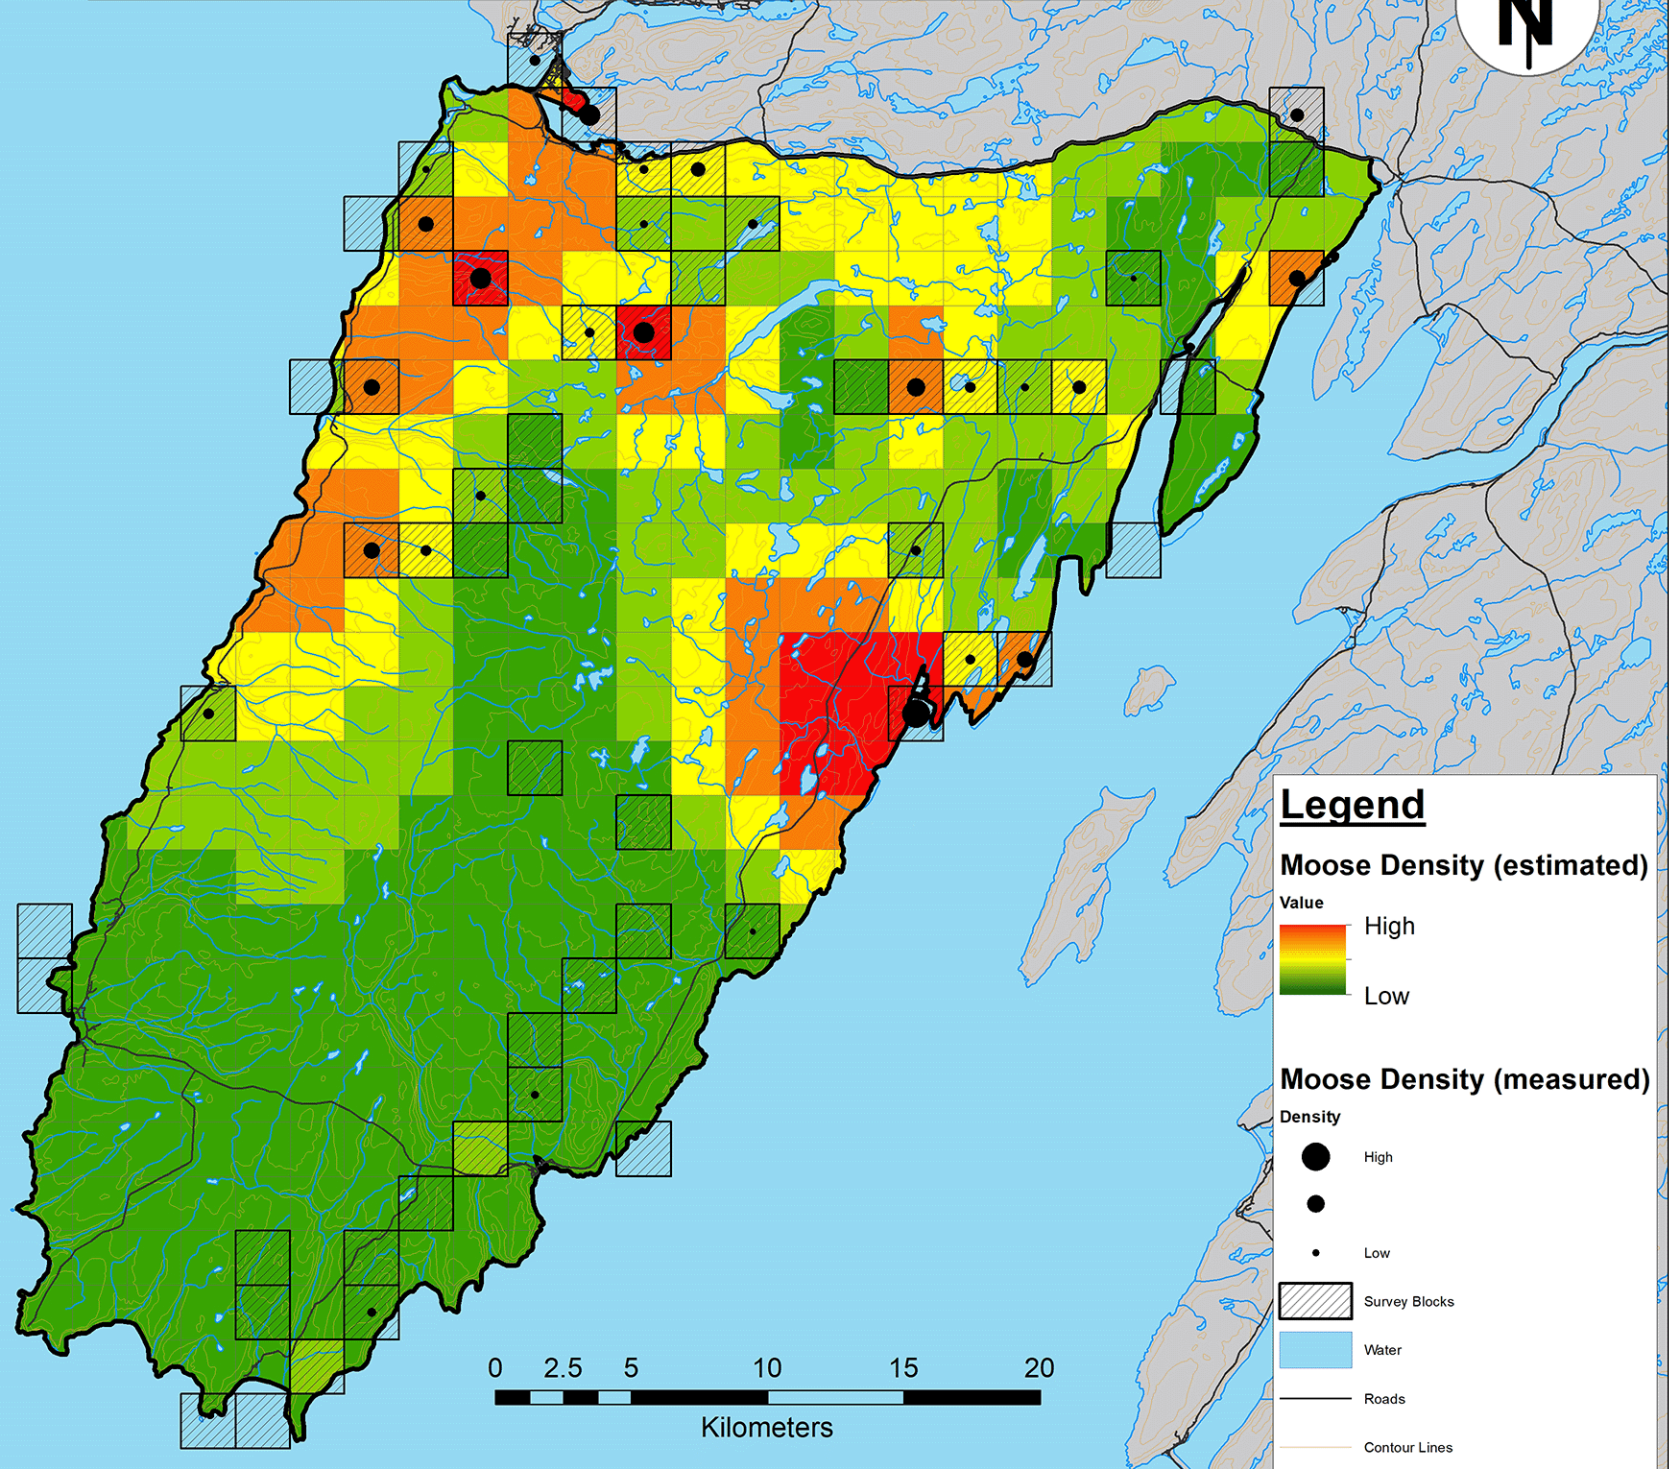 N
Legend
Moose Density (estimated)
Value
High
Low
Moose Density (measured)
Density
High
Low
Survey Blocks
Water
Roads
Contour Lines
0 2.5 5 10 15 20
Kilometers